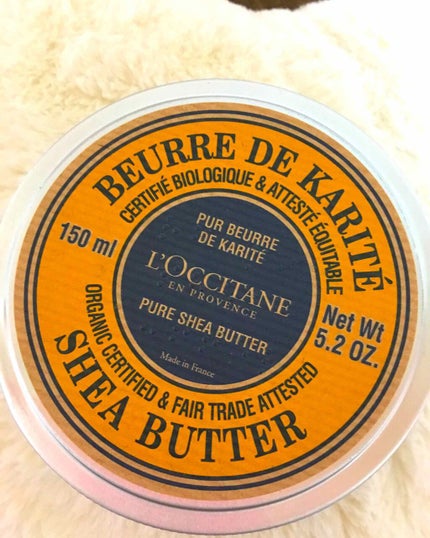 BEURRE DE KARITÉ
CERTIFIÉ BIOLOGIQUE & ATTESTÉ ÉQUITABLE
150 ml
PUR BEURRE
DE KARITÉ
L'OCCITANE
EN PROVENCE
PURE SHEA BUTTER
Made in France
Net Wt
5.2 OZ.
ORGANIC CERTIFIED & FAIR TRADE ATTESTED
SHEA BUTTER